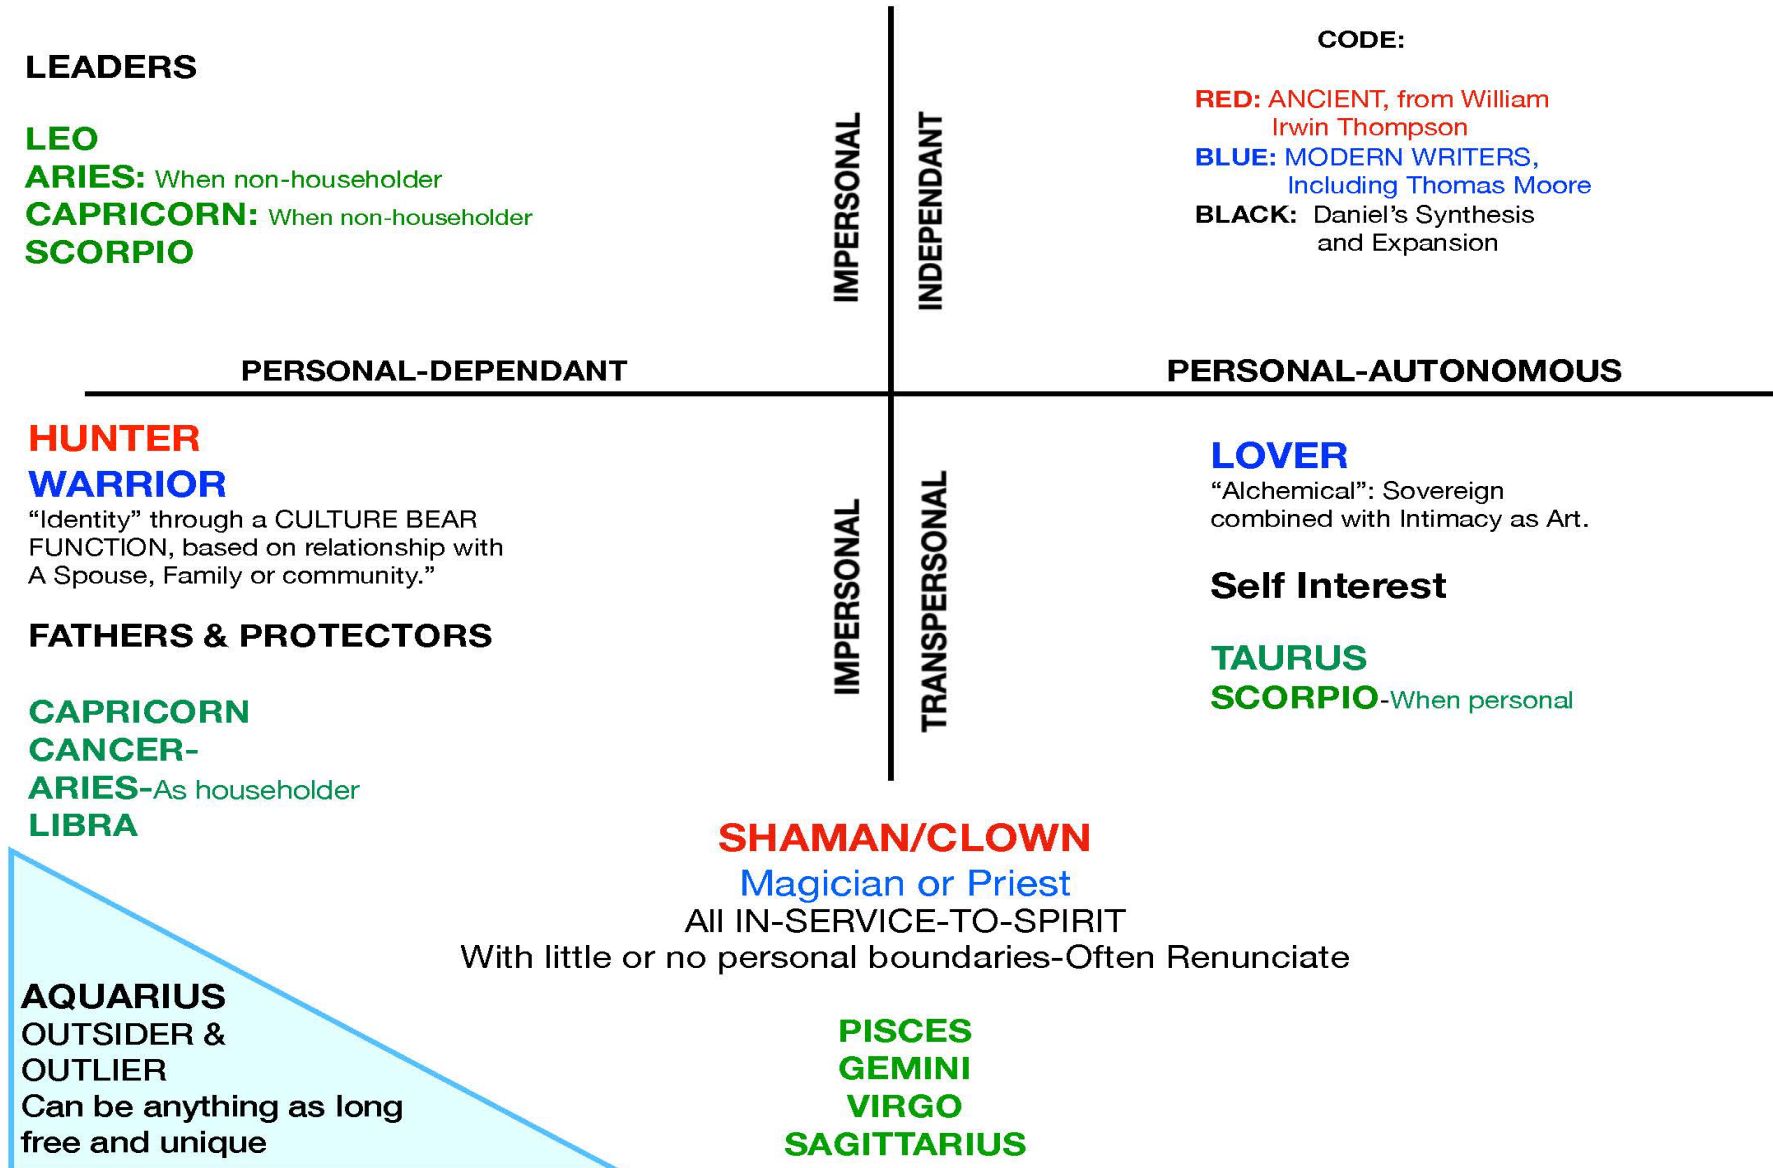 LEADERS
LEO
ARIES: When non-householder
CAPRICORN: When non-householder
SCORPIO
IMPERSONAL
INDEPENDANT
CODE:
RED: ANCIENT, from William
Irwin Thompson
BLUE: MODERN WRITERS,
Including Thomas Moore
BLACK: Daniel's Synthesis
and Expansion
PERSONAL-DEPENDANT
PERSONAL-AUTONOMOUS
HUNTER
WARRIOR
“Identity” through a CULTURE BEAR
FUNCTION, based on relationship with
A Spouse, Family or community.”
FATHERS & PROTECTORS
CAPRICORN
CANCER-
ARIES-As householder
LIBRA
IMPERSONAL
TRANSPERSONAL
LOVER
“Alchemical”: Sovereign
combined with Intimacy as Art.
Self Interest
TAURUS
SCORPIO-When personal
SHAMAN/CLOWN
Magician or Priest
All IN-SERVICE-TO-SPIRIT
With little or no personal boundaries-Often Renunciate
PISCES
GEMINI
VIRGO
SAGITTARIUS
AQUARIUS
OUTSIDER &
OUTLIER
Can be anything as long
free and unique